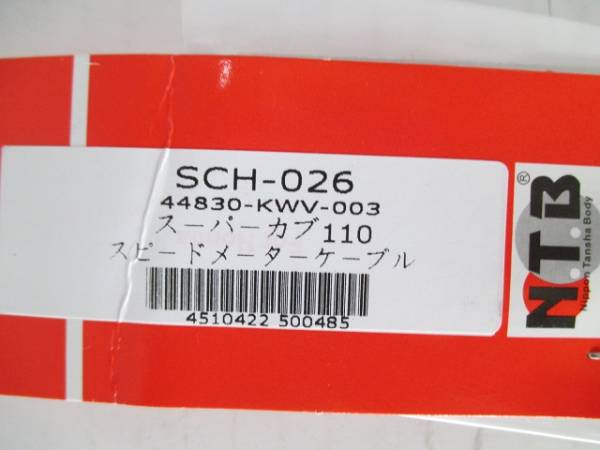 SCH-026
44830-KWV-003
スーパーカブ110
スピードメーターケーブル
4510422 500485
N.T.B
®
Nippon Tansha Body